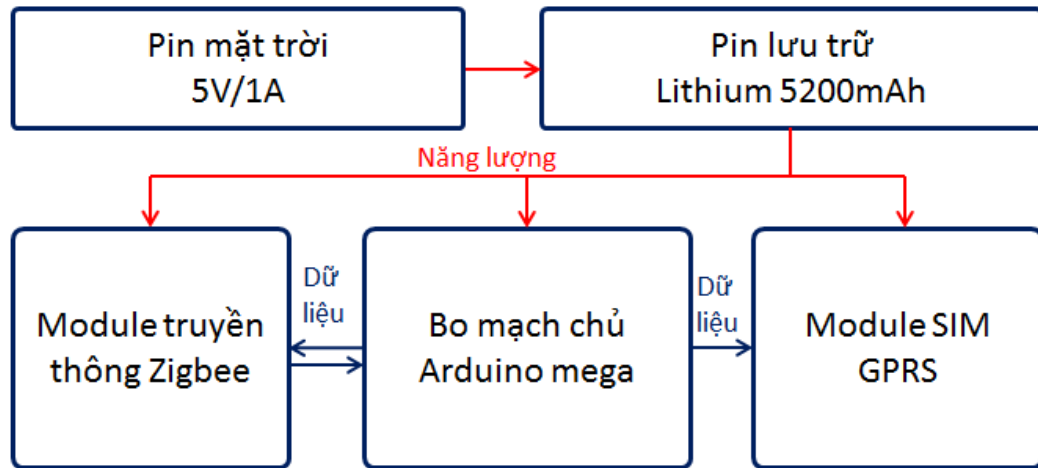 Pin mặt trời
5V/1A
Pin lưu trữ
Lithium 5200mAh
Năng lượng
Module truyền
thông Zigbee
Dữ
liệu
Bo mạch chủ
Arduino mega
Dữ
liệu
Module SIM
GPRS